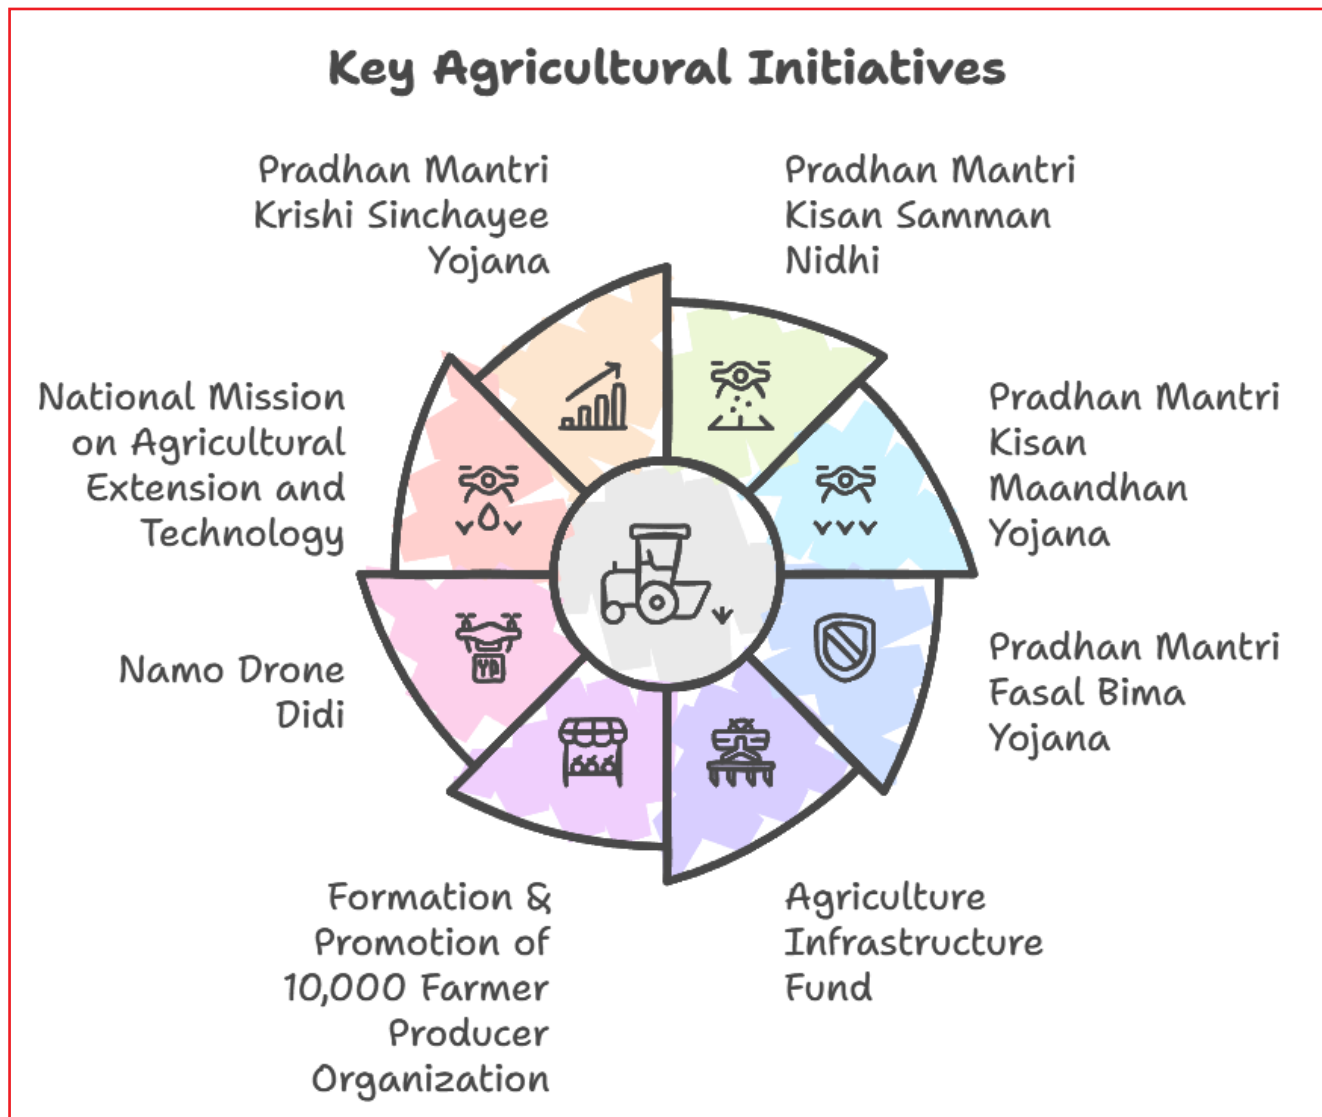 Key Agricultural Initiatives
Pradhan Mantri
Krishi Sinchayee
Yojana
Pradhan Mantri
Kisan Samman
Nidhi
National Mission
on Agricultural
Extension and
Technology
Pradhan Mantri
Kisan
Maandhan
Yojana
Namo Drone
Didi
Pradhan Mantri
Fasal Bima
Yojana
Formation &
Promotion of
10,000 Farmer
Producer
Organization
Agriculture
Infrastructure
Fund